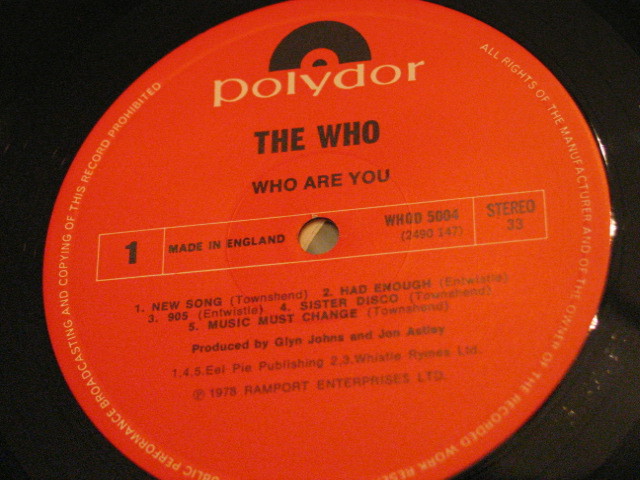 polydor
THE WHO
WHO ARE YOU
1
MADE IN ENGLAND
WHOD 5004
(2490 147)
STEREO
33
1. NEW SONG (Townshend) 2. HAD ENOUGH (Entwistle)
3. 905 (Entwistle) 4. SISTER DISCO (Townshend)
5. MUSIC MUST CHANGE (Townshend)
Produced by Glyn Johns and Jon Astley
1,4,5.Eel Pie Publishing 2,3.Whistle Rymes Ltd.
Ⓟ 1978 RAMPORT ENTERPRISES LTD.
ALL RIGHTS OF THE MANUFACTURER AND OF THE OWNER OF THE RECORDED WORK
PUBLIC PERFORMANCE BROADCASTING AND COPYING OF THIS RECORD PROHIBITED